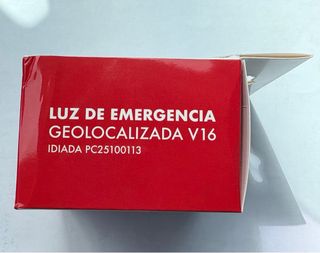 LUZ DE EMERGENCIA
GEOLOCALIZADA V16
IDIADA PC25100113